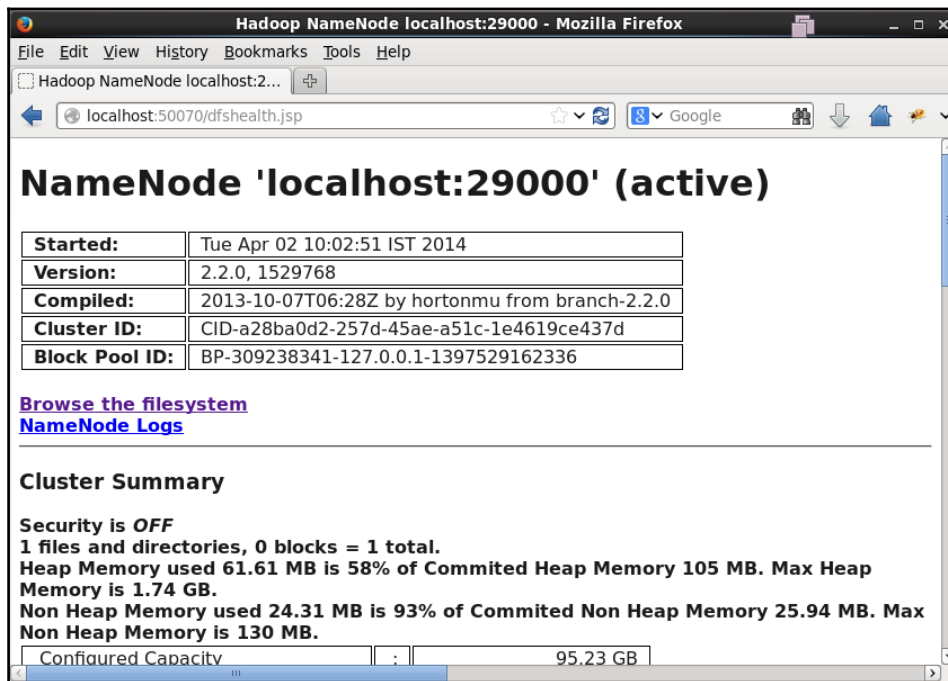 Hadoop NameNode localhost:29000 - Mozilla Firefox
File Edit View History Bookmarks Tools Help
Hadoop NameNode localhost:2...
localhost:50070/dfshealth.jsp
8 Google
NameNode 'localhost:29000' (active)
Started: Tue Apr 02 10:02:51 IST 2014
Version: 2.2.0, 1529768
Compiled: 2013-10-07T06:28Z by hortonmu from branch-2.2.0
Cluster ID: CID-a28ba0d2-257d-45ae-a51c-1e4619ce437d
Block Pool ID: BP-309238341-127.0.0.1-1397529162336
Browse the filesystem
NameNode Logs
Cluster Summary
Security is OFF
1 files and directories, 0 blocks = 1 total.
Heap Memory used 61.61 MB is 58% of Commited Heap Memory 105 MB. Max Heap
Memory is 1.74 GB.
Non Heap Memory used 24.31 MB is 93% of Commited Non Heap Memory 25.94 MB. Max
Non Heap Memory is 130 MB.
Configured Capacity : 95.23 GB